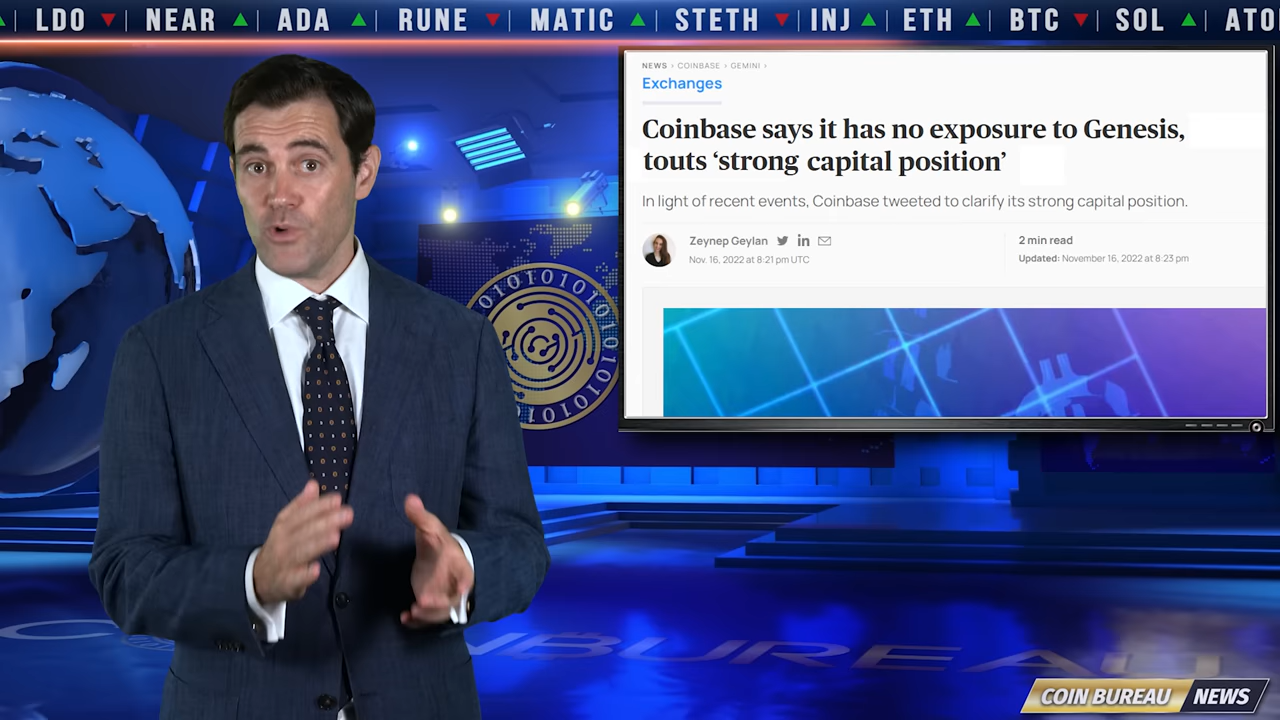 LDO NEAR ADA RUNE MATIC STETH INJ ETH BTC SOL ATO
NEWS › COINBASE › GEMINI ›
Exchanges
Coinbase says it has no exposure to Genesis,
touts ‘strong capital position’
In light of recent events, Coinbase tweeted to clarify its strong capital position.
Zeynep Geylan
Nov. 16, 2022 at 8:21 pm UTC
2 min read
Updated: November 16, 2022 at 8:23 pm
NBUREAU
COIN BUREAU NEWS